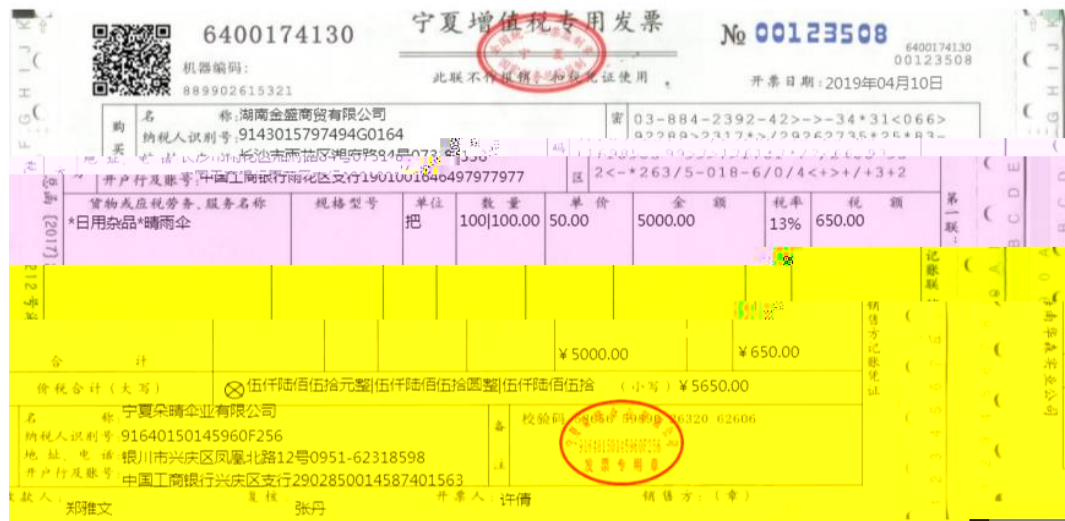 宁夏增值税专用发票
6400174130
№ 00123508
6400174130
00123508
机器编码:
889902615321
此联不作报销、扣税凭证使用
开票日期:2019年04月10日
购买
名 称:湖南金盛商贸有限公司
纳税人识别号:9143015797494G0164
开户行及账号:中国工商银行雨花区支行1901001646497977977
密码区
03-884-2392-42>->-34*31<066>
92289>2317*>/29262735*25*83-
2<-*263/5-018-6/0/4<+>+/+3+2
货物或应税劳务、服务名称 规格型号 单位 数量 单价 金额 税率 税额
*日用杂品*晴雨伞 把 100|100.00 50.00 5000.00 13% 650.00
第一联:
记账联
销售方记账凭证
合 计 ¥5000.00 ¥650.00
价税合计(大写) ⊗伍仟陆佰伍拾元整|伍仟陆佰伍拾圆整|伍仟陆佰伍拾 (小写)¥5650.00
名 称:宁夏朵晴伞业有限公司
纳税人识别号:91640150145960F256
地址、电话:银川市兴庆区凤凰北路12号0951-62318598
开户行及账号:中国工商银行兴庆区支行2902850014587401563
备注
校验码 59890 36320 62606
91640150145960F256
发票专用章
收款人:郑雅文 复核:张丹 开票人:许倩 销售方:(章)